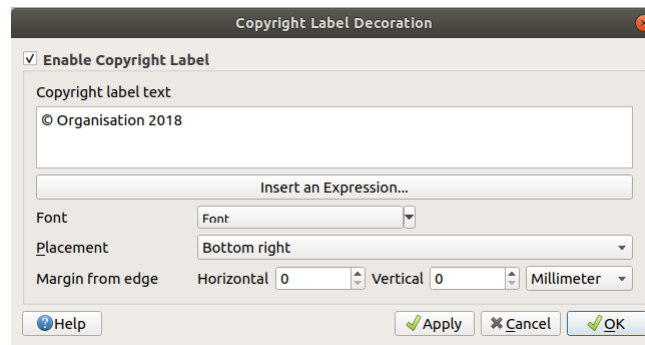 Copyright Label Decoration
Enable Copyright Label
Copyright label text
© Organisation 2018
Insert an Expression...
Font Font
Placement Bottom right
Margin from edge Horizontal 0 Vertical 0 Millimeter
Help Apply Cancel OK